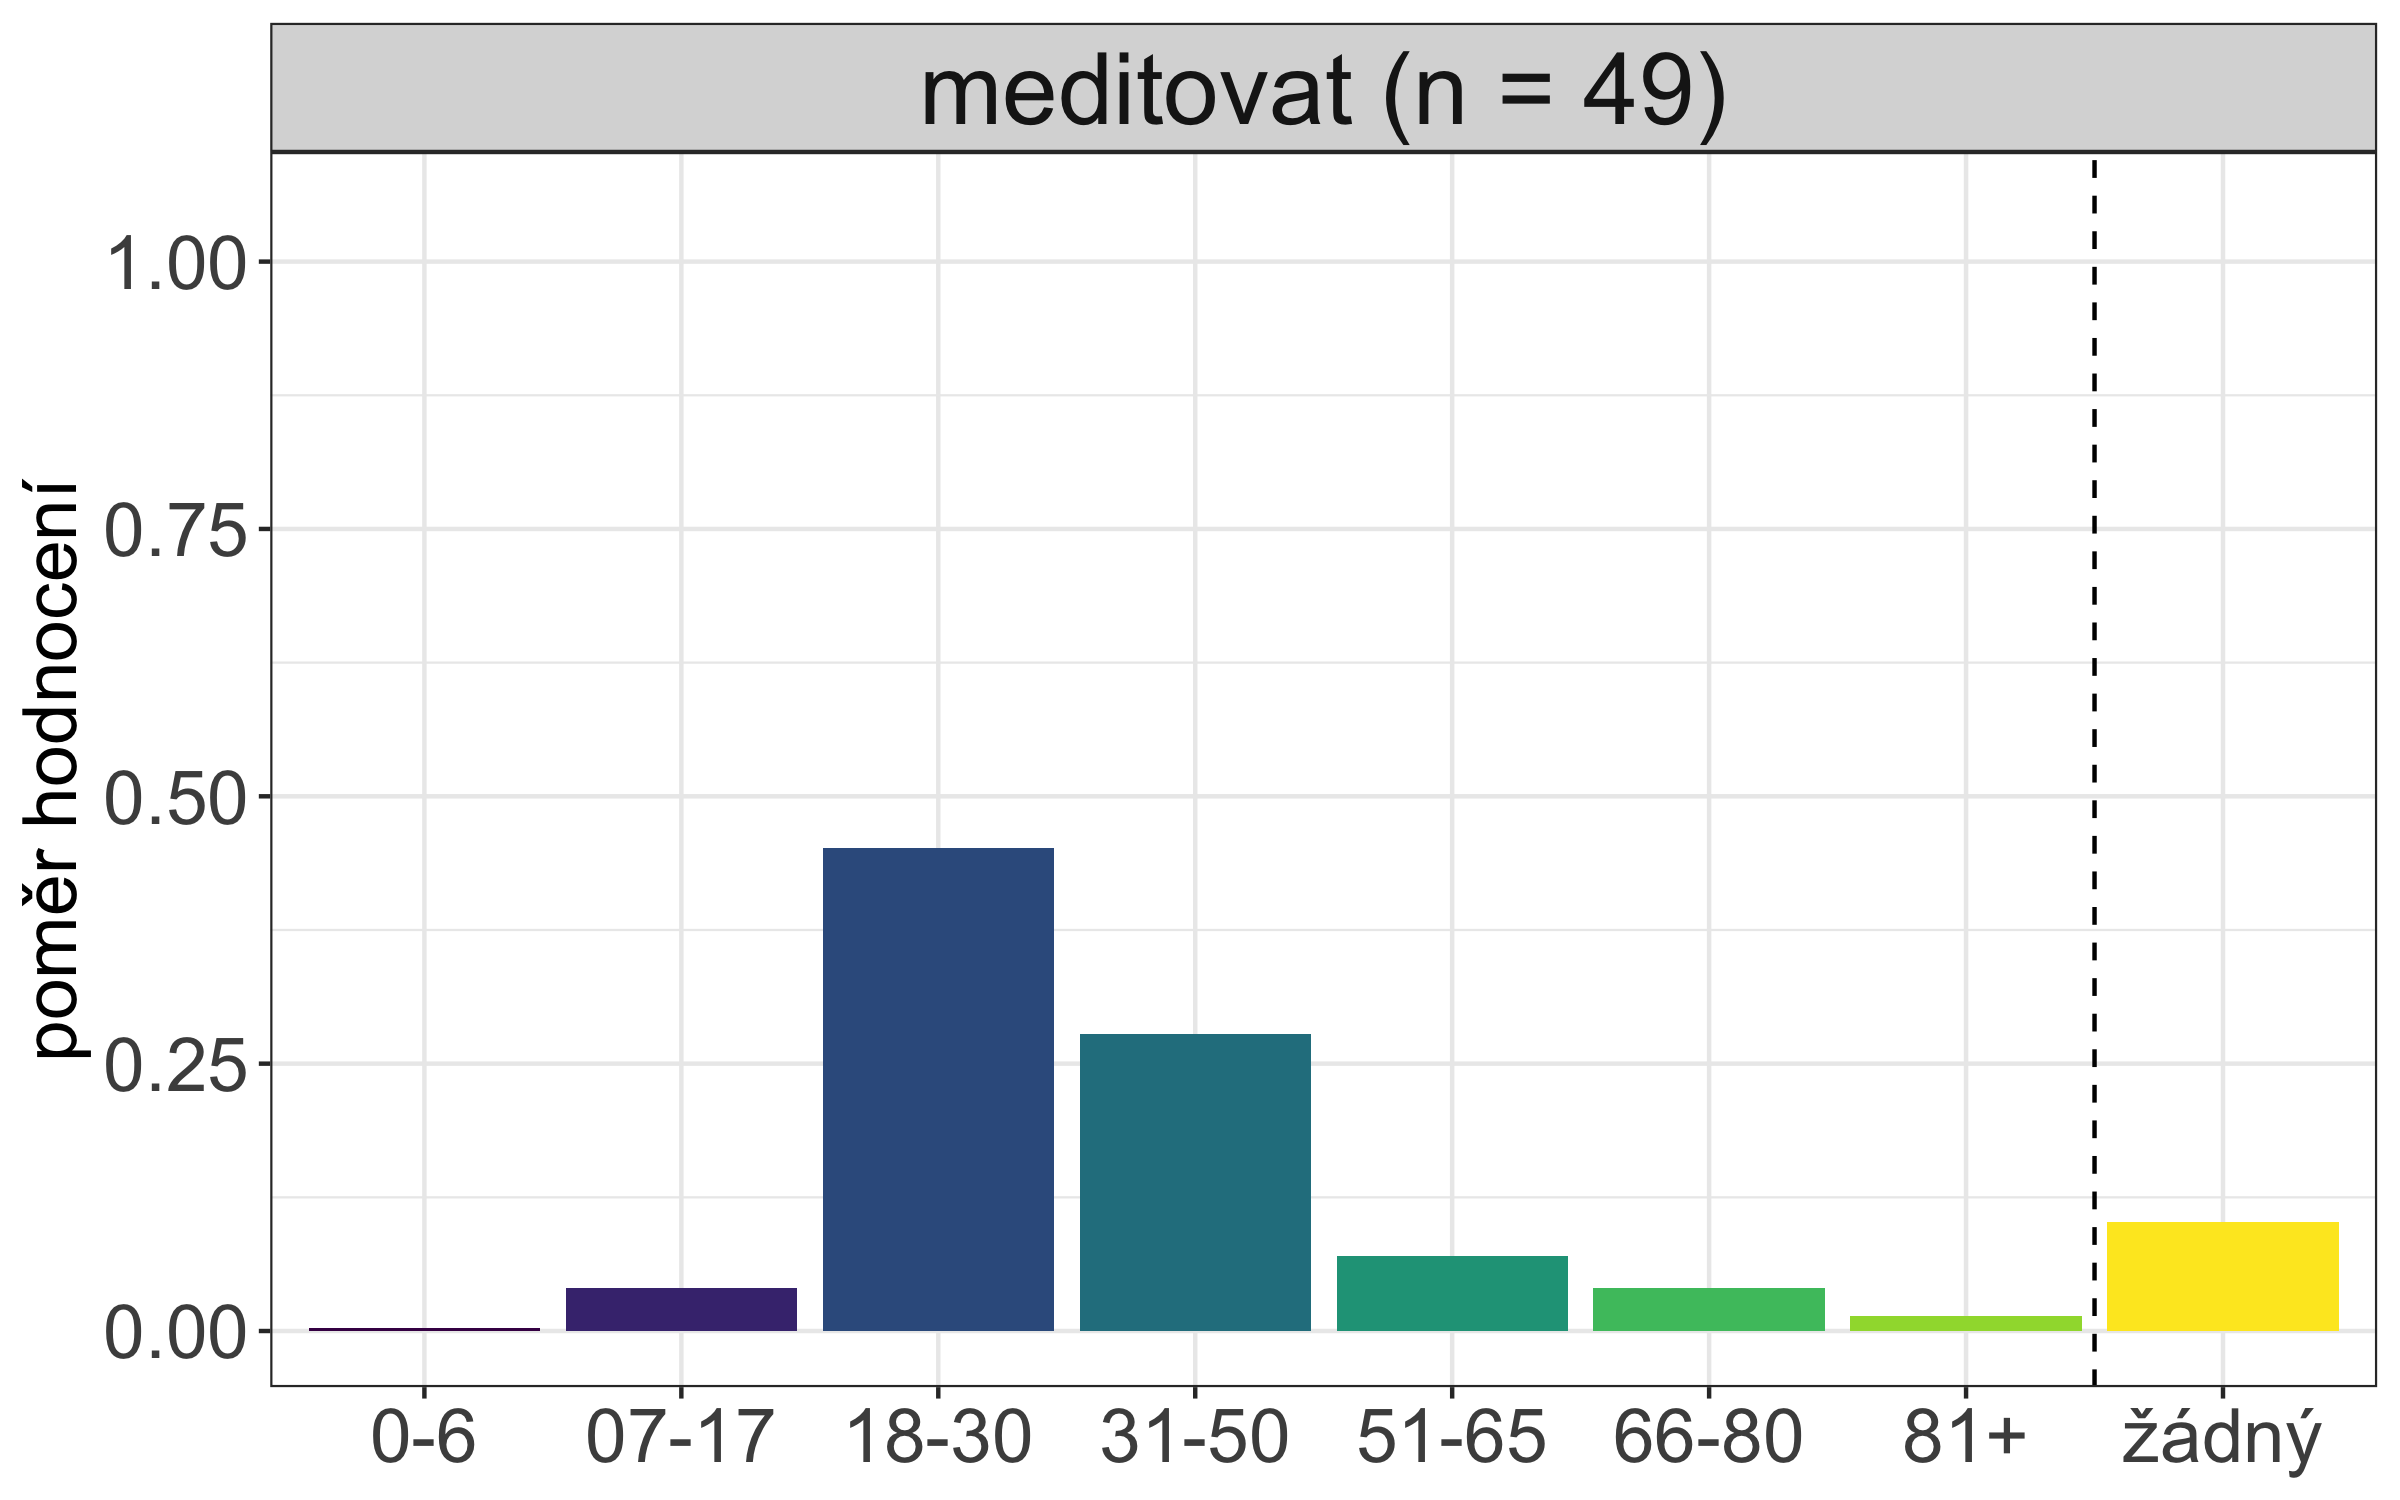 meditovat (n = 49)
poměr hodnocení
1.00
0.75
0.50
0.25
0.00
0-6 07-17 18-30 31-50 51-65 66-80 81+ žádný